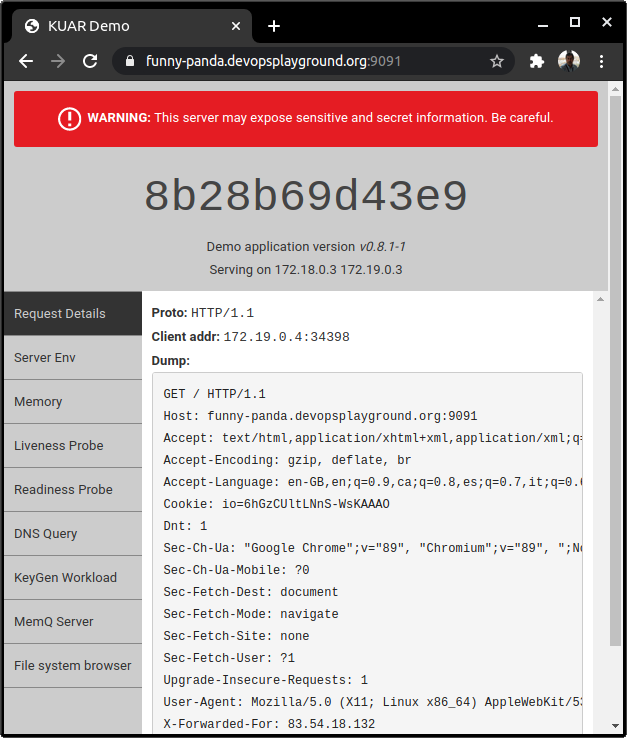 KUAR Demo
funny-panda.devopsplayground.org:9091
WARNING: This server may expose sensitive and secret information. Be careful.
8b28b69d43e9
Demo application version v0.8.1-1
Serving on 172.18.0.3 172.19.0.3
Request Details
Server Env
Memory
Liveness Probe
Readiness Probe
DNS Query
KeyGen Workload
MemQ Server
File system browser
Proto: HTTP/1.1
Client addr: 172.19.0.4:34398
Dump:
GET / HTTP/1.1
Host: funny-panda.devopsplayground.org:9091
Accept: text/html,application/xhtml+xml,application/xml;q=
Accept-Encoding: gzip, deflate, br
Accept-Language: en-GB,en;q=0.9,ca;q=0.8,es;q=0.7,it;q=0.6
Cookie: io=6hGzCUltLNnS-WsKAAAO
Dnt: 1
Sec-Ch-Ua: "Google Chrome";v="89", "Chromium";v="89", ";No
Sec-Ch-Ua-Mobile: ?0
Sec-Fetch-Dest: document
Sec-Fetch-Mode: navigate
Sec-Fetch-Site: none
Sec-Fetch-User: ?1
Upgrade-Insecure-Requests: 1
User-Agent: Mozilla/5.0 (X11; Linux x86_64) AppleWebKit/53
X-Forwarded-For: 83.54.18.132